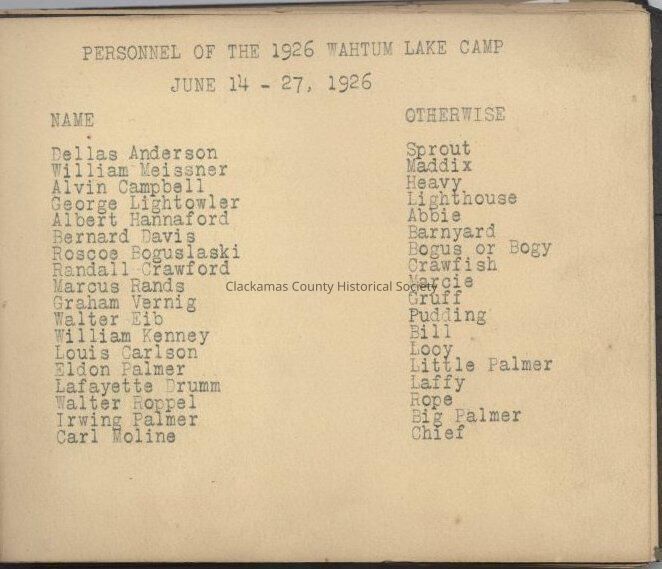 PERSONNEL OF THE 1926 WAHTUM LAKE CAMP
JUNE 14 - 27, 1926
NAME OTHERWISE
Dellas Anderson Sprout
William Meissner Maddix
Alvin Campbell Heavy
George Lightowler Lighthouse
Albert Hannaford Abbie
Bernard Davis Barnyard
Roscoe Boguslaski Bogus or Bogy
Randall Crawford Crawfish
Marcus Rands Marcie
Clackamas County Historical Society
Graham Vernig Gruff
Walter Eib Pudding
William Kenney Bill
Louis Carlson Looy
Eldon Palmer Little Palmer
Lafayette Drumm Laffy
Walter Roppel Rope
Irwing Palmer Big Palmer
Carl Moline Chief